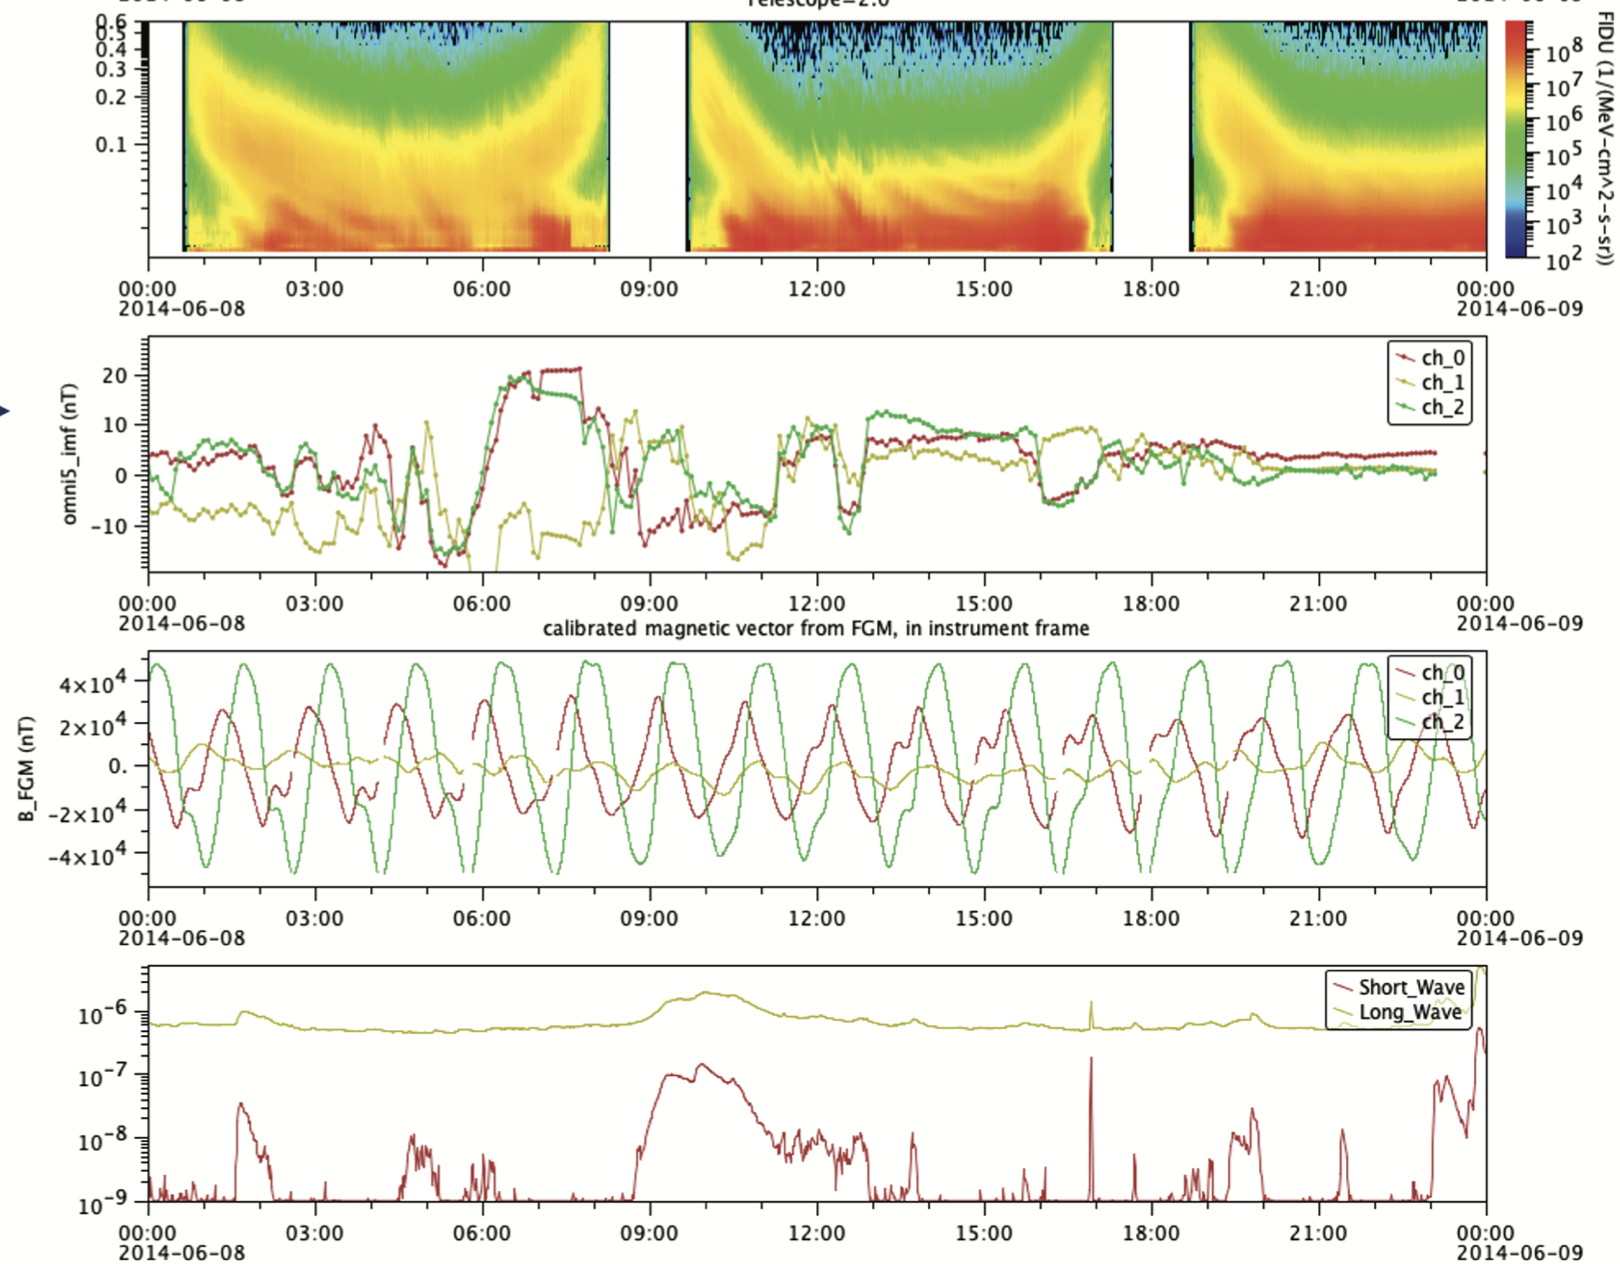 Telescope=2.0
0.6
0.5
0.4
0.3
0.2
0.1
10^8
10^7
10^6
10^5
10^4
10^3
10^2
FIDU (1/(MeV-cm^2-s-sr))
00:00 03:00 06:00 09:00 12:00 15:00 18:00 21:00 00:00
2014-06-08 2014-06-09
omni5_imf (nT)
20
10
0
-10
ch_0
ch_1
ch_2
00:00 03:00 06:00 09:00 12:00 15:00 18:00 21:00 00:00
2014-06-08 2014-06-09
calibrated magnetic vector from FGM, in instrument frame
B_FGM (nT)
4×10^4
2×10^4
0.
-2×10^4
-4×10^4
ch_0
ch_1
ch_2
00:00 03:00 06:00 09:00 12:00 15:00 18:00 21:00 00:00
2014-06-08 2014-06-09
10^-6
10^-7
10^-8
10^-9
Short_Wave
Long_Wave
00:00 03:00 06:00 09:00 12:00 15:00 18:00 21:00 00:00
2014-06-08 2014-06-09